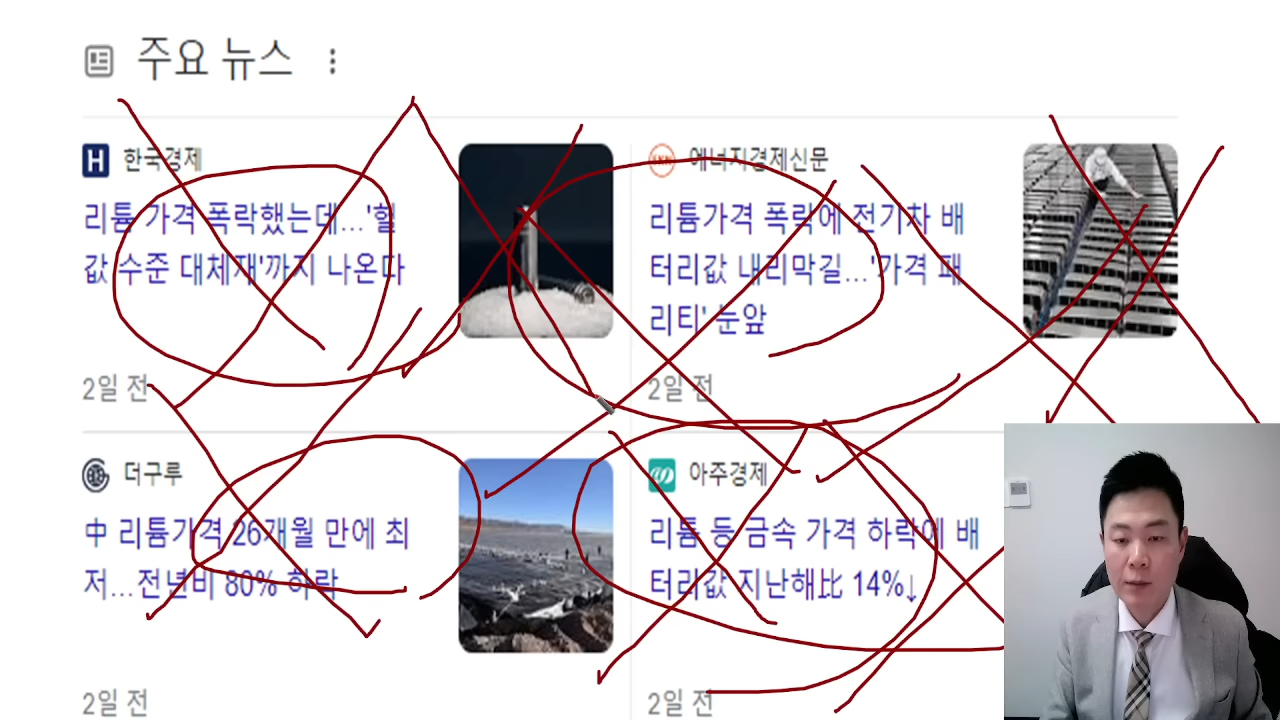 주요 뉴스
H 한국경제
리튬 가격 폭락했는데...'헐
값 수준 대체재'까지 나온다
2일 전
에너지경제신문
리튬가격 폭락에 전기차 배
터리값 내리막길...'가격 패
리티' 눈앞
2일 전
더구루
中 리튬가격 26개월 만에 최
저...전년비 80% 하락
2일 전
아주경제
리튬 등 금속 가격 하락에 배
터리값 지난해比 14%↓
2일 전